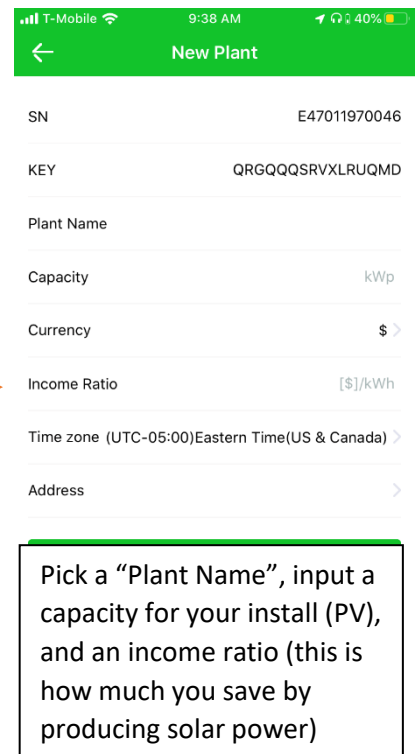 T-Mobile 9:38 AM 40%
New Plant
SN E47011970046
KEY QRGQQQSRVXLRUQMD
Plant Name
Capacity kWp
Currency $
Income Ratio [$]/kWh
Time zone (UTC-05:00)Eastern Time(US & Canada)
Address
Pick a “Plant Name”, input a
capacity for your install (PV),
and an income ratio (this is
how much you save by
producing solar power)